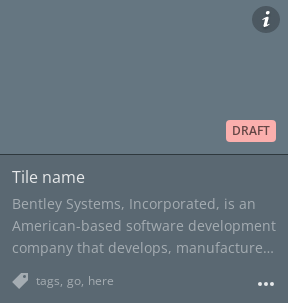 i
DRAFT
Tile name
Bentley Systems, Incorporated, is an
American-based software development
company that develops, manufacture...
tags, go, here